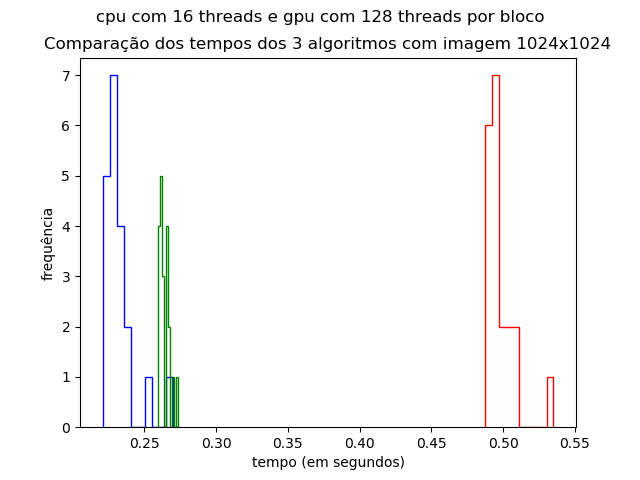 cpu com 16 threads e gpu com 128 threads por bloco
Comparação dos tempos dos 3 algoritmos com imagem 1024x1024
7
6
5
4
3
2
1
0
frequência
0.25 0.30 0.35 0.40 0.45 0.50 0.55
tempo (em segundos)